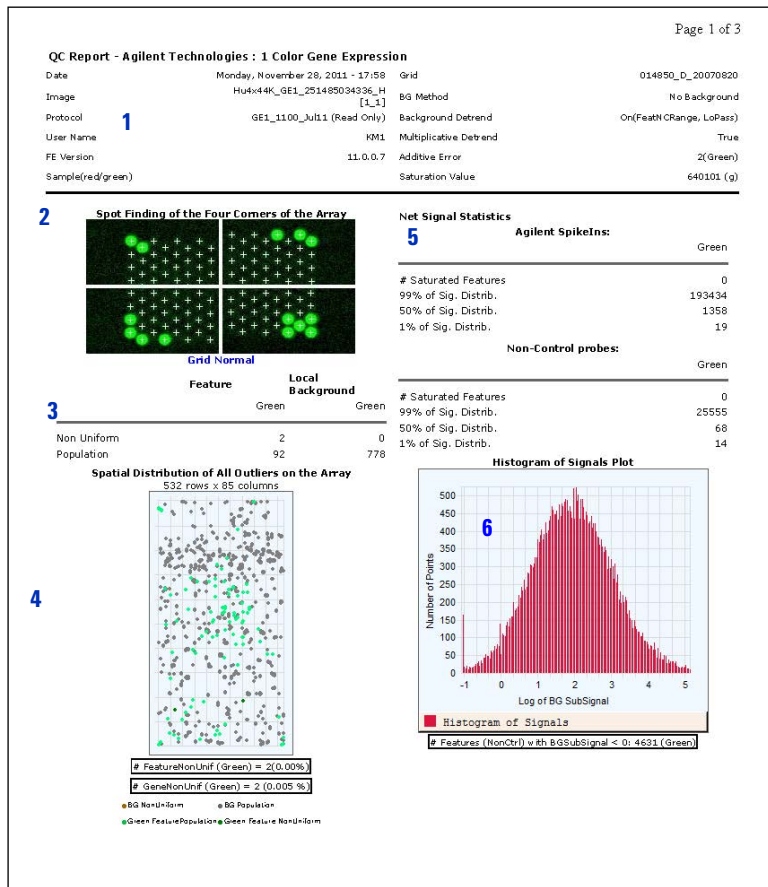 Page 1 of 3
QC Report - Agilent Technologies : 1 Color Gene Expression
Date Monday, November 28, 2011 - 17:58 Grid 014850_D_20070820
Image Hu4x44K_GE1_251485034336_H [1_1] BG Method No Background
Protocol GE1_1100_Jul11 (Read Only) Background Detrend On(FeatNCRange, LoPass)
1
User Name KM1 Multiplicative Detrend True
FE Version 11.0.0.7 Additive Error 2(Green)
Sample(red/green) Saturation Value 640101 (g)
2
Spot Finding of the Four Corners of the Array
Grid Normal
Feature Local Background
Green Green
3
Non Uniform 2 0
Population 92 778
Spatial Distribution of All Outliers on the Array
532 rows x 85 columns
4
# FeatureNonUnif (Green) = 2(0.00%)
# GeneNonUnif (Green) = 2 (0.005 %)
BG NonUniform BG Population
Green FeaturePopulation Green Feature NonUniform
Net Signal Statistics
5
Agilent SpikeIns:
Green
# Saturated Features 0
99% of Sig. Distrib. 193434
50% of Sig. Distrib. 1358
1% of Sig. Distrib. 19
Non-Control probes:
Green
# Saturated Features 0
99% of Sig. Distrib. 25555
50% of Sig. Distrib. 68
1% of Sig. Distrib. 14
Histogram of Signals Plot
6
Number of Points
500
450
400
350
300
250
200
150
100
50
0
-1 0 1 2 3 4 5
Log of BG SubSignal
Histogram of Signals
# Features (NonCtrl) with BGSubSignal < 0: 4631 (Green)